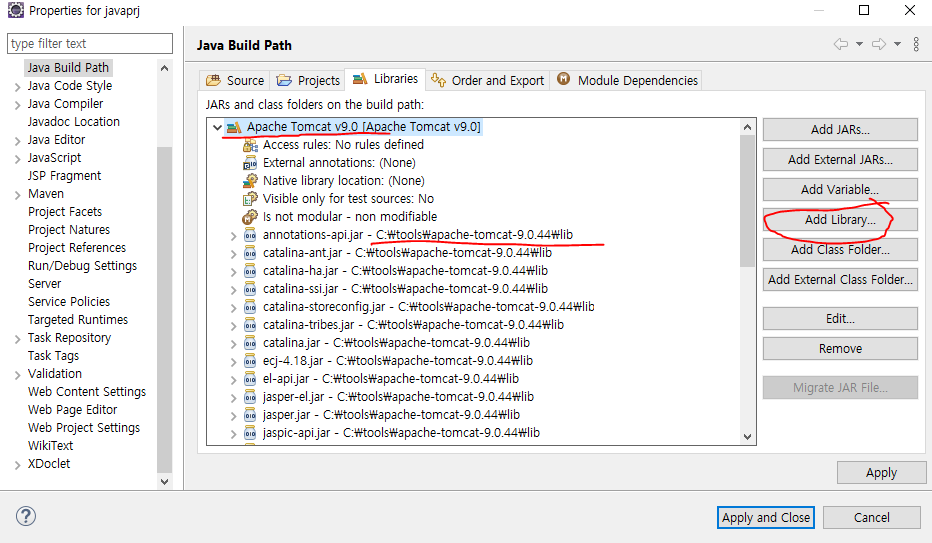 Properties for javaprj
type filter text
Java Build Path
Java Code Style
Java Compiler
Javadoc Location
Java Editor
JavaScript
JSP Fragment
Maven
Project Facets
Project Natures
Project References
Run/Debug Settings
Server
Service Policies
Targeted Runtimes
Task Repository
Task Tags
Validation
Web Content Settings
Web Page Editor
Web Project Settings
WikiText
XDoclet
Java Build Path
Source Projects Libraries Order and Export Module Dependencies
JARs and class folders on the build path:
Apache Tomcat v9.0 [Apache Tomcat v9.0]
Access rules: No rules defined
External annotations: (None)
Native library location: (None)
Visible only for test sources: No
Is not modular - non modifiable
annotations-api.jar - C:₩tools₩apache-tomcat-9.0.44₩lib
catalina-ant.jar - C:₩tools₩apache-tomcat-9.0.44₩lib
catalina-ha.jar - C:₩tools₩apache-tomcat-9.0.44₩lib
catalina-ssi.jar - C:₩tools₩apache-tomcat-9.0.44₩lib
catalina-storeconfig.jar - C:₩tools₩apache-tomcat-9.0.44₩lib
catalina-tribes.jar - C:₩tools₩apache-tomcat-9.0.44₩lib
catalina.jar - C:₩tools₩apache-tomcat-9.0.44₩lib
ecj-4.18.jar - C:₩tools₩apache-tomcat-9.0.44₩lib
el-api.jar - C:₩tools₩apache-tomcat-9.0.44₩lib
jasper-el.jar - C:₩tools₩apache-tomcat-9.0.44₩lib
jasper.jar - C:₩tools₩apache-tomcat-9.0.44₩lib
jaspic-api.jar - C:₩tools₩apache-tomcat-9.0.44₩lib
Add JARs...
Add External JARs...
Add Variable...
Add Library...
Add Class Folder...
Add External Class Folder...
Edit...
Remove
Migrate JAR File...
Apply
Apply and Close
Cancel